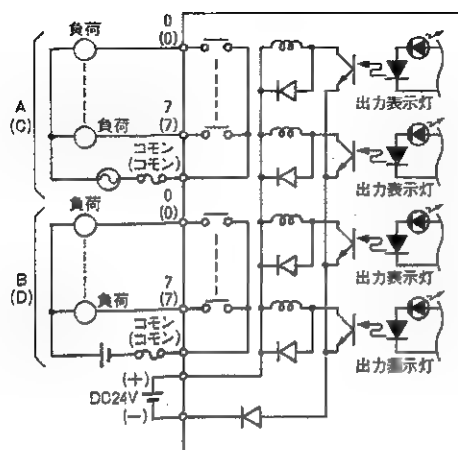 0
(0)
負荷
A
(C)
出力表示灯
7
(7)
負荷
コモン
(コモン)
出力表示灯
0
(0)
負荷
B
(D)
出力表示灯
7
(7)
負荷
コモン
(コモン)
出力表示灯
(+)
DC24V
(−)